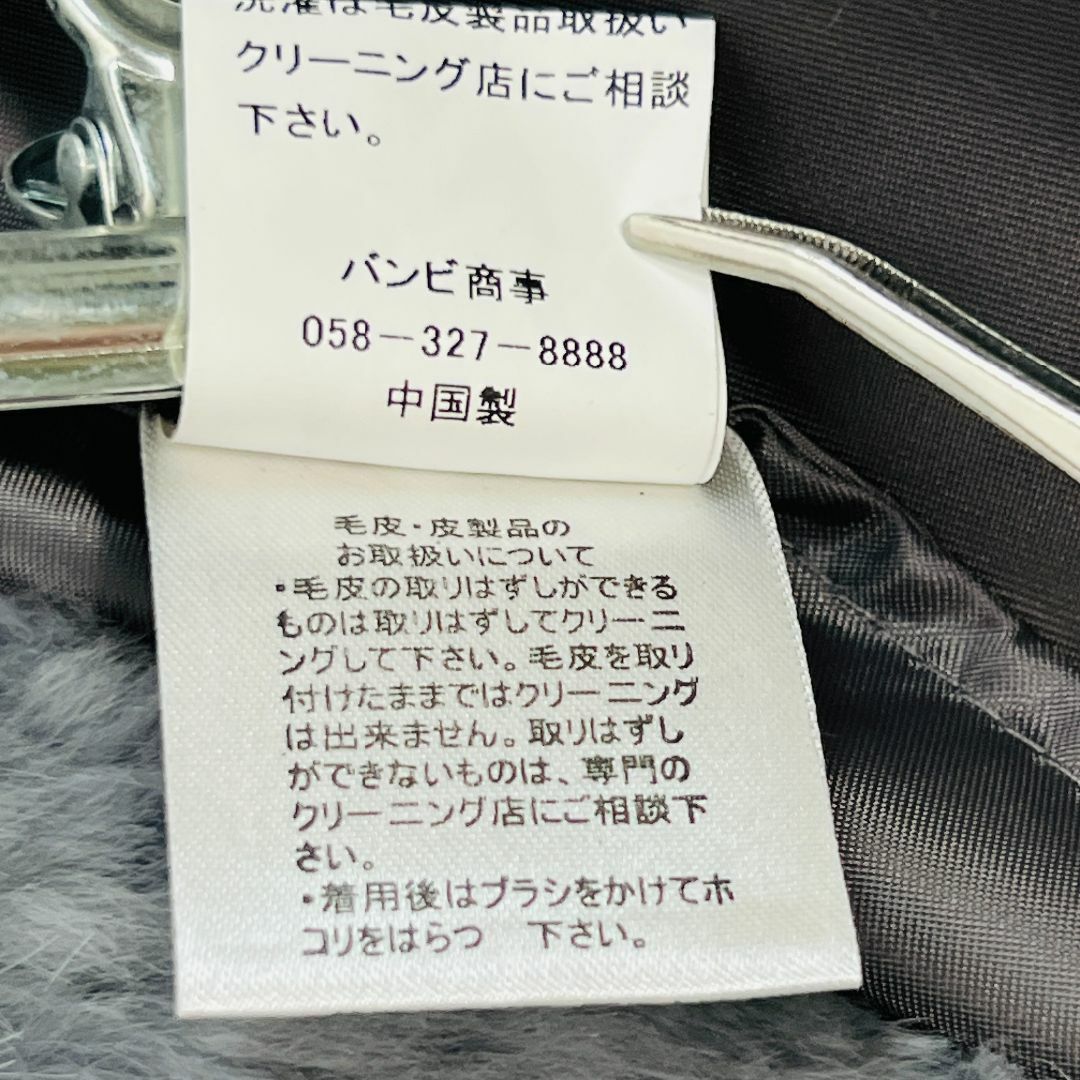 洗濯は毛皮製品取扱い
クリーニング店にご相談
下さい。
バンビ商事
058-327-8888
中国製
毛皮・皮製品の
お取扱いについて
・毛皮の取りはずしができる
ものは取りはずしてクリーニ
ングして下さい。毛皮を取り
付けたままではクリーニング
は出来ません。取りはずし
ができないものは、専門の
クリーニング店にご相談下
さい。
・着用後はブラシをかけてホ
コリをはらつ　下さい。